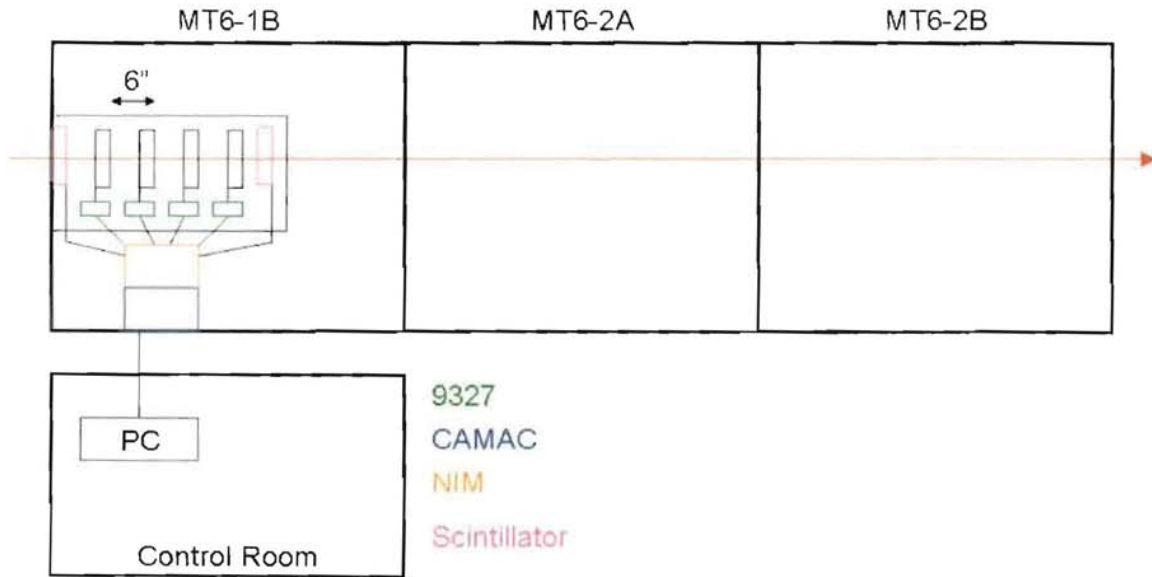 MT6-1B MT6-2A MT6-2B
6"
9327
CAMAC
PC
NIM
Scintillator
Control Room